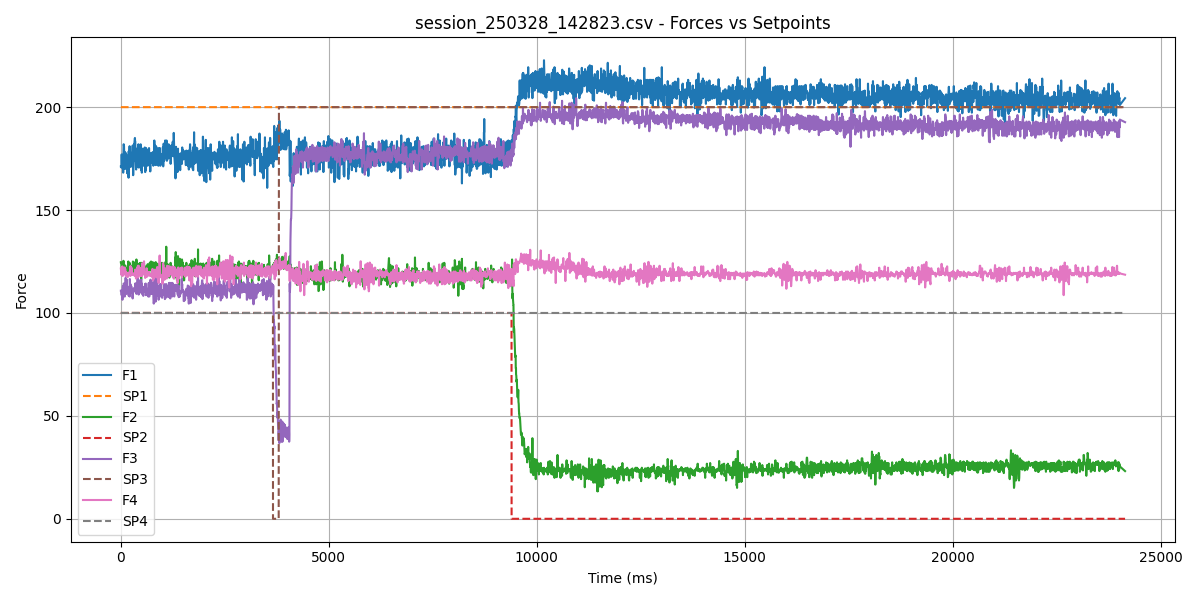 session_250328_142823.csv - Forces vs Setpoints
Force
200
150
100
50
0
F1
SP1
F2
SP2
F3
SP3
F4
SP4
0
5000
10000
15000
20000
25000
Time (ms)